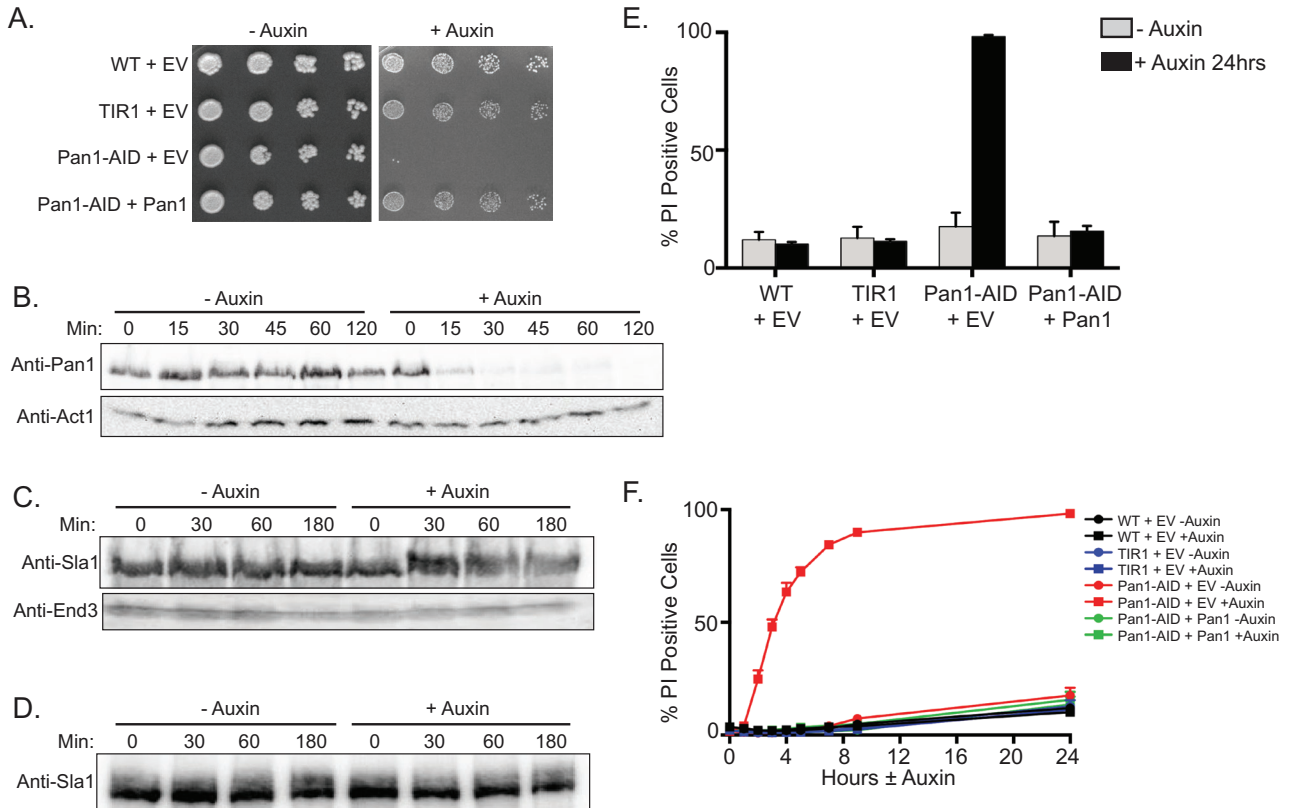 A.
- Auxin + Auxin
WT + EV
TIR1 + EV
Pan1-AID + EV
Pan1-AID + Pan1
B.
- Auxin + Auxin
Min: 0 15 30 45 60 120 0 15 30 45 60 120
Anti-Pan1
Anti-Act1
C.
- Auxin + Auxin
Min: 0 30 60 180 0 30 60 180
Anti-Sla1
Anti-End3
D.
- Auxin + Auxin
Min: 0 30 60 180 0 30 60 180
Anti-Sla1
E.
- Auxin
+ Auxin 24hrs
% PI Positive Cells
100
50
0
WT TIR1 Pan1-AID Pan1-AID
+ EV + EV + EV + Pan1
F.
% PI Positive Cells
100
50
0
0 4 8 12 16 20 24
Hours ± Auxin
WT + EV -Auxin
WT + EV +Auxin
TIR1 + EV -Auxin
TIR1 + EV +Auxin
Pan1-AID + EV -Auxin
Pan1-AID + EV +Auxin
Pan1-AID + Pan1 -Auxin
Pan1-AID + Pan1 +Auxin